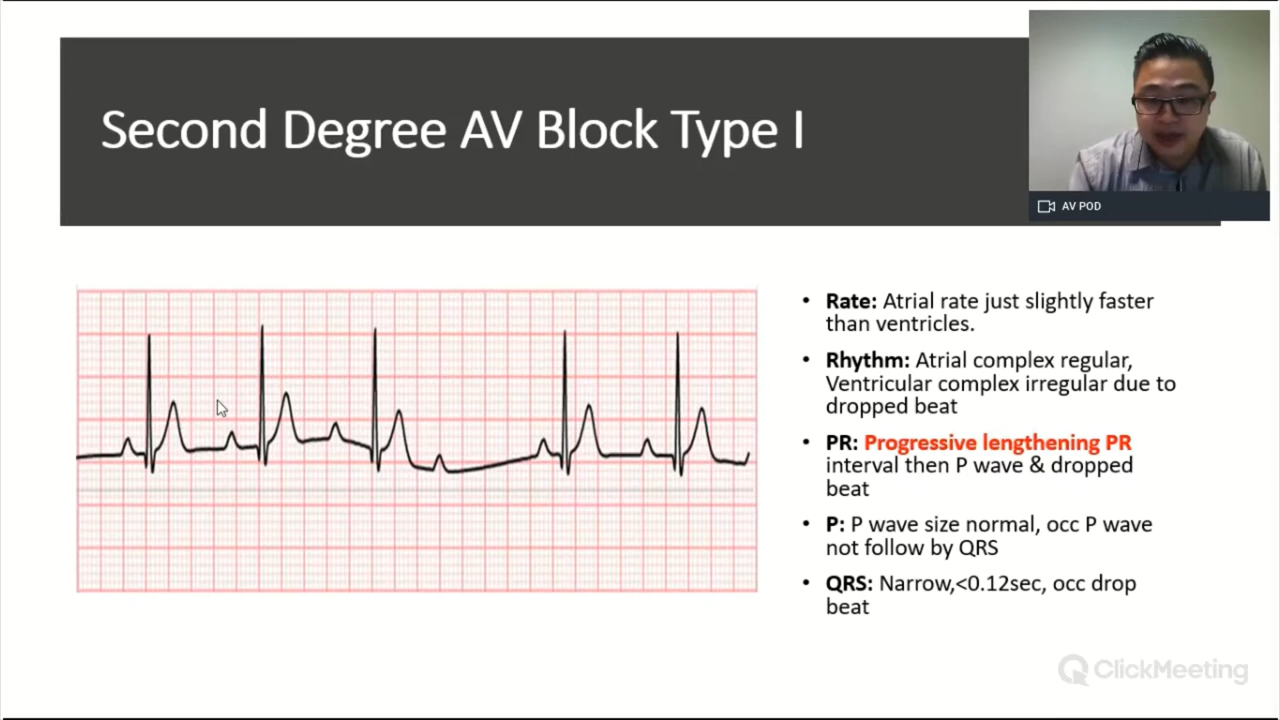 Second Degree AV Block Type I
AV POD
• Rate: Atrial rate just slightly faster
than ventricles.
• Rhythm: Atrial complex regular,
Ventricular complex irregular due to
dropped beat
• PR: Progressive lengthening PR
interval then P wave & dropped
beat
• P: P wave size normal, occ P wave
not follow by QRS
• QRS: Narrow,<0.12sec, occ drop
beat
ClickMeeting